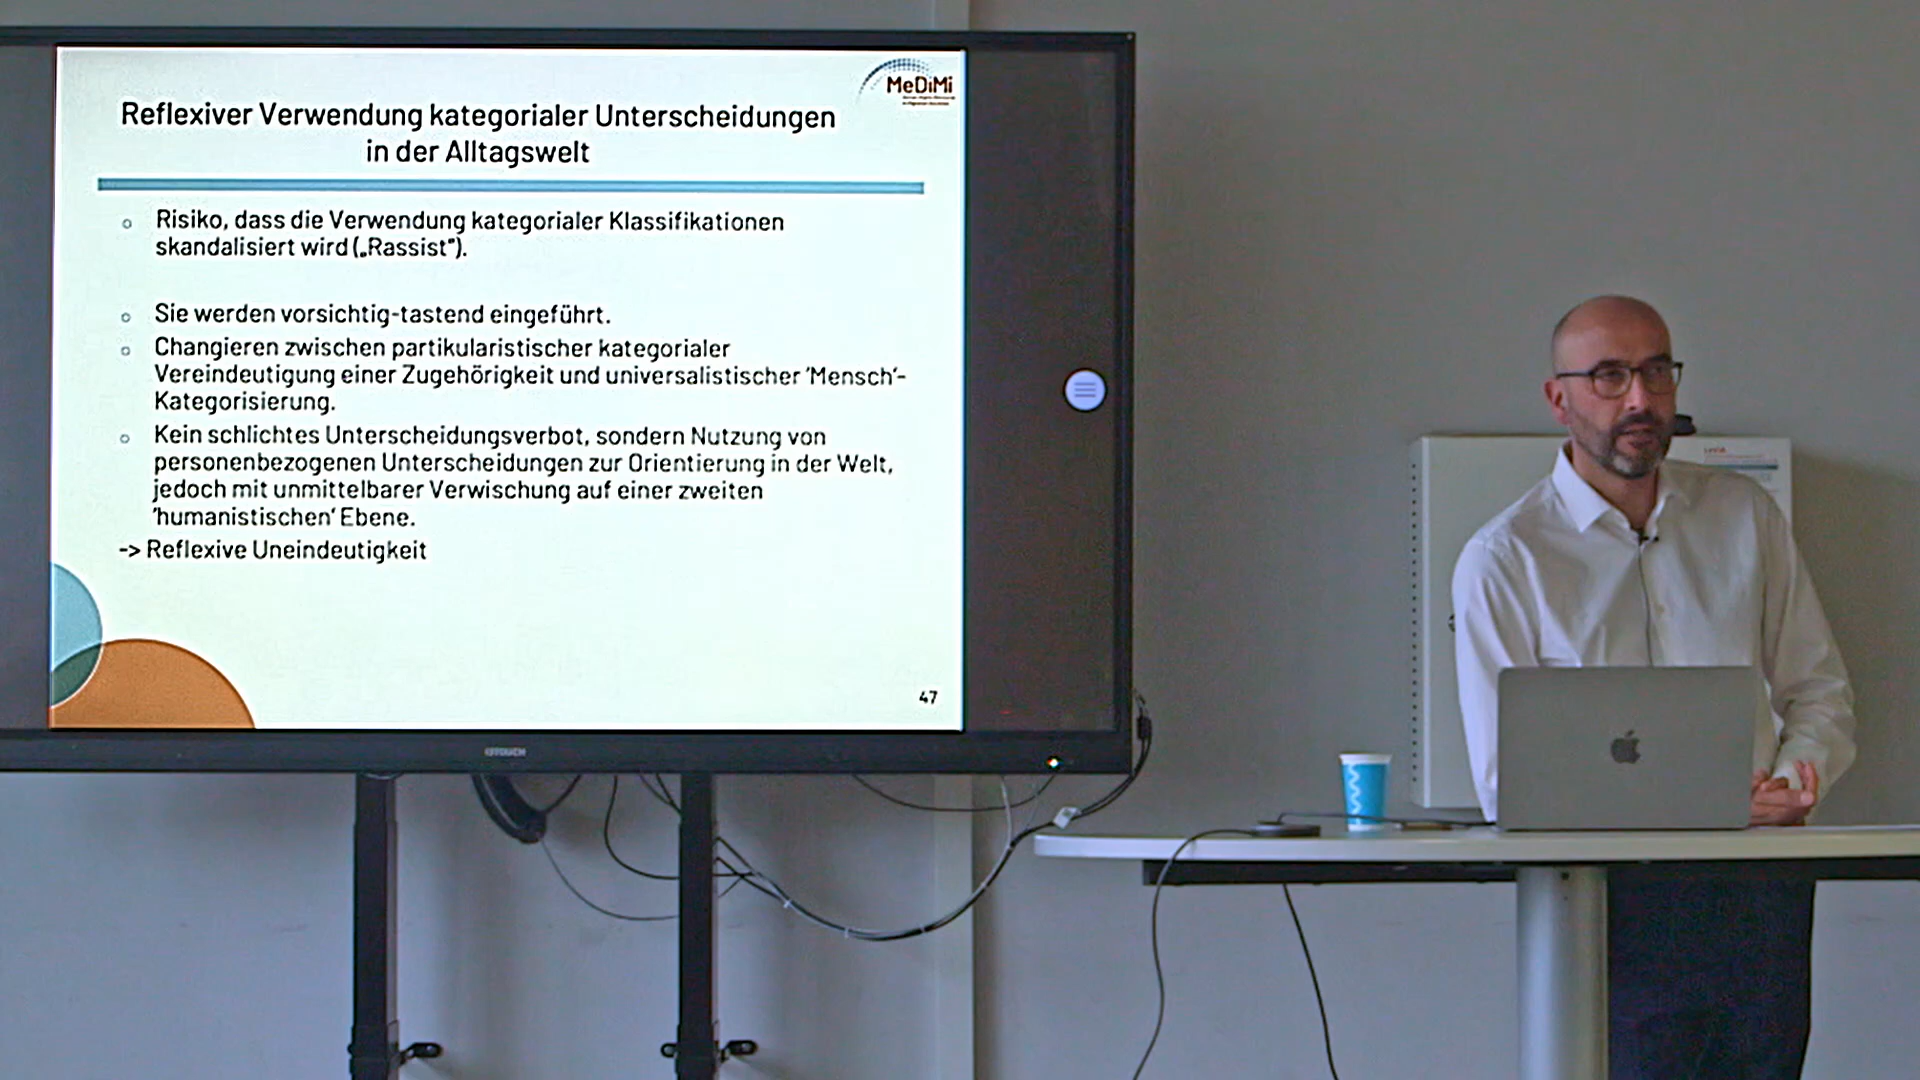 MeDiMi
Reflexiver Verwendung kategorialer Unterscheidungen
in der Alltagswelt
Risiko, dass die Verwendung kategorialer Klassifikationen
skandalisiert wird („Rassist“).
Sie werden vorsichtig-tastend eingeführt.
Changieren zwischen partikularistischer kategorialer
Vereindeutigung einer Zugehörigkeit und universalistischer ’Mensch‘-
Kategorisierung.
Kein schlichtes Unterscheidungsverbot, sondern Nutzung von
personenbezogenen Unterscheidungen zur Orientierung in der Welt,
jedoch mit unmittelbarer Verwischung auf einer zweiten
’humanistischen‘ Ebene.
-> Reflexive Uneindeutigkeit
47